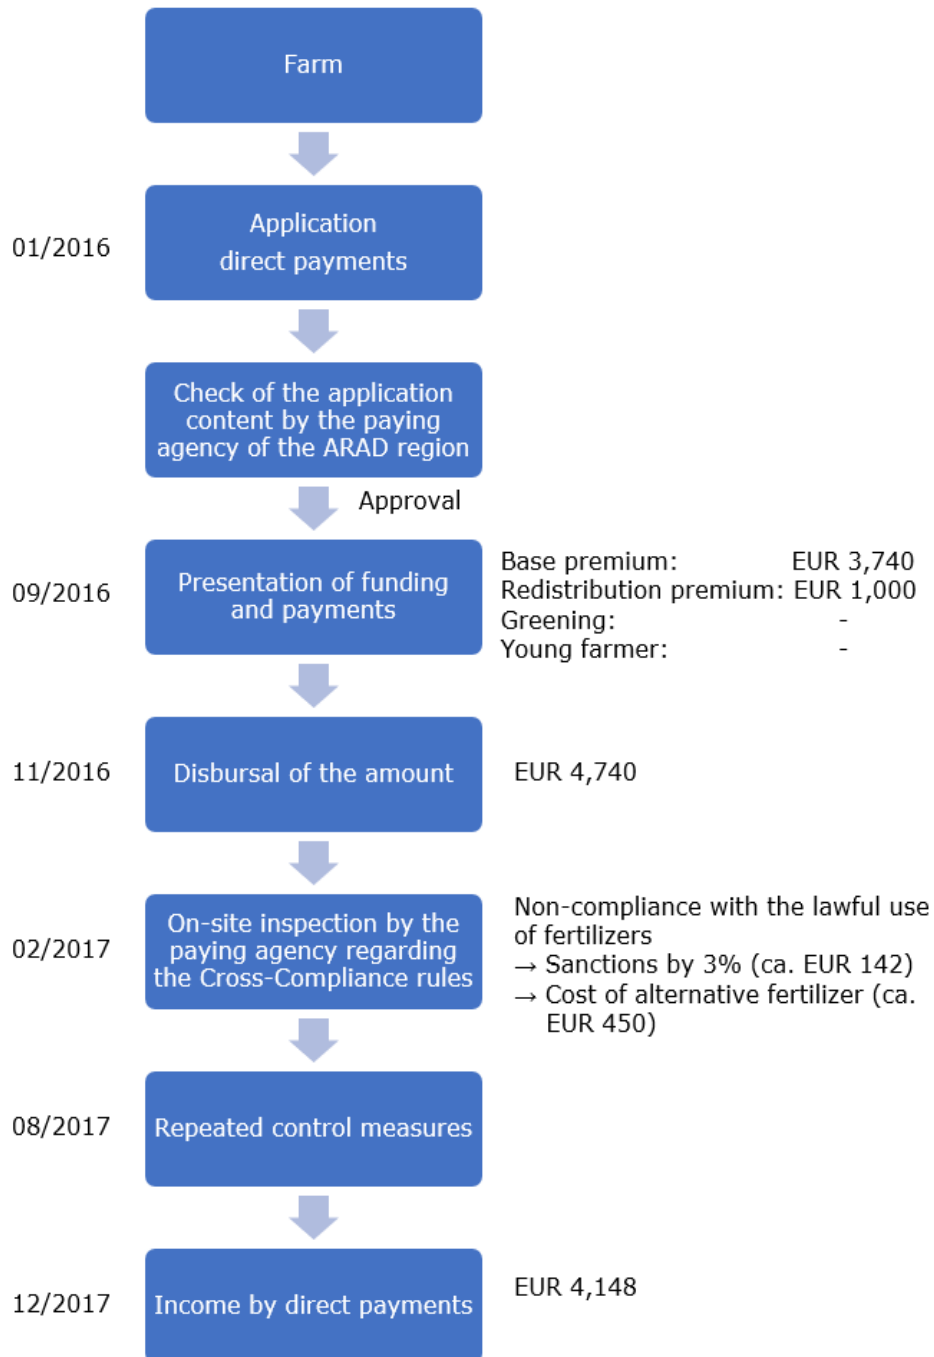 Farm
01/2016
Application
direct payments
Check of the application
content by the paying
agency of the ARAD region
Approval
09/2016
Presentation of funding
and payments
Base premium: EUR 3,740
Redistribution premium: EUR 1,000
Greening: -
Young farmer: -
11/2016
Disbursal of the amount
EUR 4,740
02/2017
On-site inspection by the
paying agency regarding
the Cross-Compliance rules
Non-compliance with the lawful use
of fertilizers
→ Sanctions by 3% (ca. EUR 142)
→ Cost of alternative fertilizer (ca.
EUR 450)
08/2017
Repeated control measures
12/2017
Income by direct payments
EUR 4,148